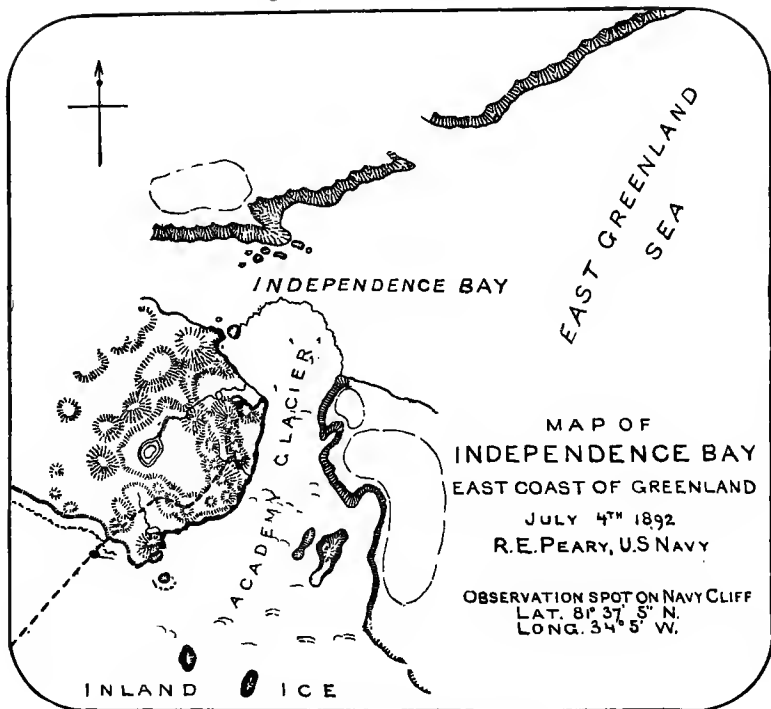 EAST GREENLAND
SEA
INDEPENDENCE BAY
ACADEMY GLACIER
MAP OF
INDEPENDENCE BAY
EAST COAST OF GREENLAND
JULY 4TH 1892
R.E. PEARY, U.S NAVY
OBSERVATION SPOT ON NAVY CLIFF
LAT. 81° 37' 5" N.
LONG. 34° 5' W.
INLAND ICE